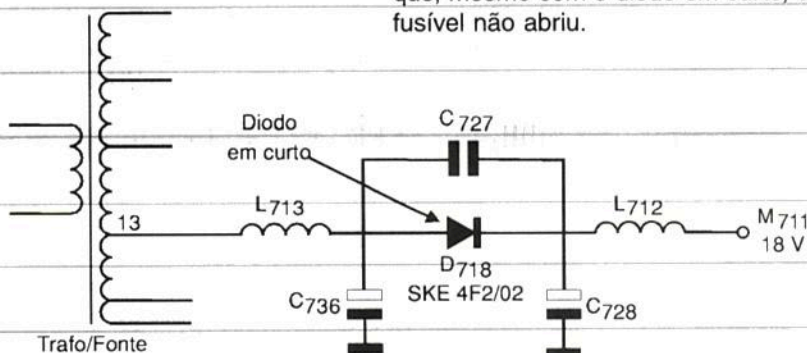 fusível não abriu.
C727
Diodo
em curto
13
L713
L712
M711
18 V
D718
SKE 4F2/02
C736
C728
Trafo/Fonte